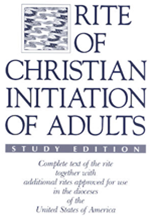 RITE
OF
CHRISTIAN
INITIATION
OF ADULTS
STUDY EDITION
Complete text of the rite
together with
additional rites approved for use
in the dioceses
of the
United States of America